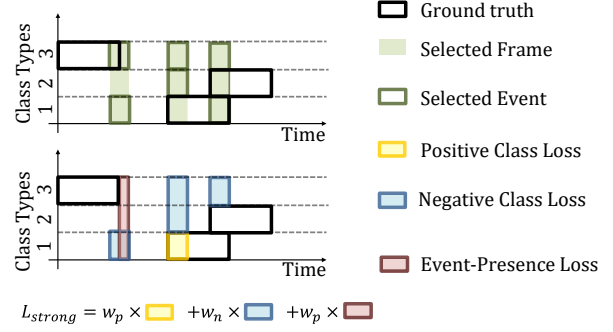 Class Types
3
2
1
Time
Class Types
3
2
1
Time
Ground truth
Selected Frame
Selected Event
Positive Class Loss
Negative Class Loss
Event-Presence Loss
L_strong = w_p × +w_n × +w_p ×